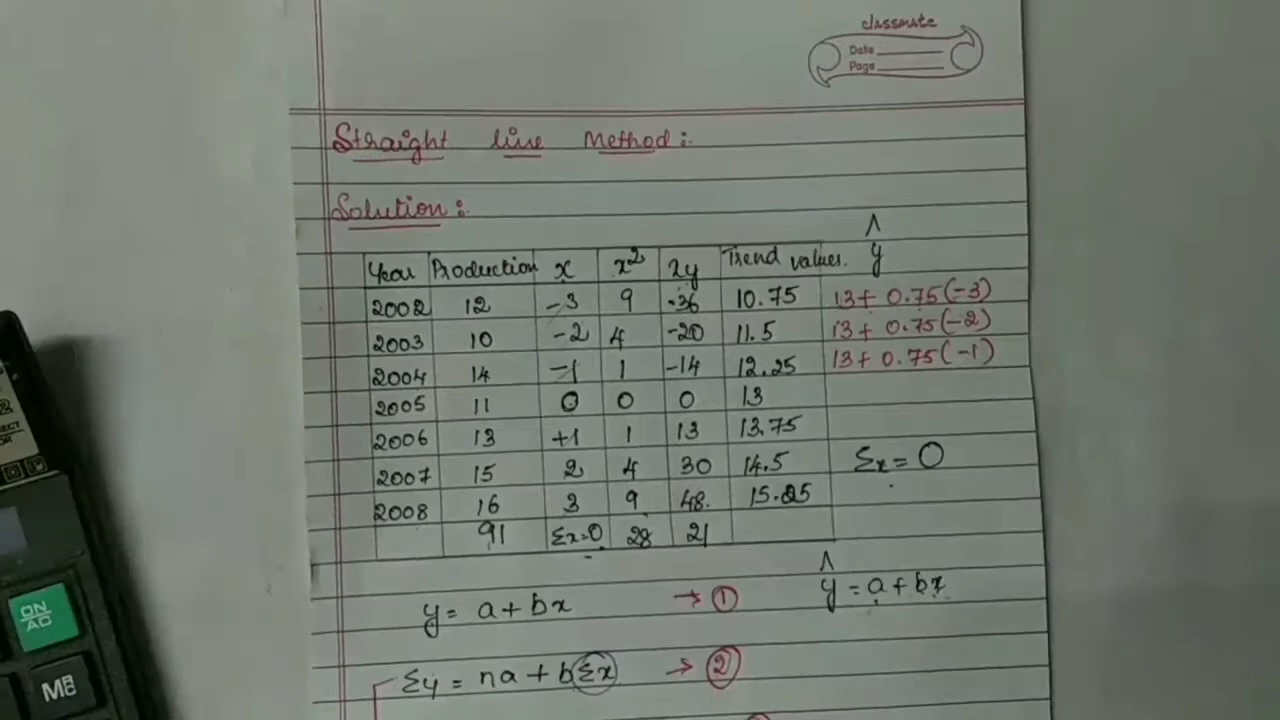 classmate
Date
Page
Straight line Method:
Solution:
Year Production x x² xy Trend values. ŷ
2002 12 -3 9 -36 10.75 13+ 0.75(-3)
2003 10 -2 4 -20 11.5 13+ 0.75(-2)
2004 14 -1 1 -14 12.25 13+ 0.75(-1)
2005 11 0 0 0 13
2006 13 +1 1 13 13.75
2007 15 2 4 30 14.5 Σx= 0
2008 16 3 9 48. 15.25
91 Σx=0 28 21
y= a+bx → ① ŷ = a+bx
Σy = na + bΣx → ②
ON/AC